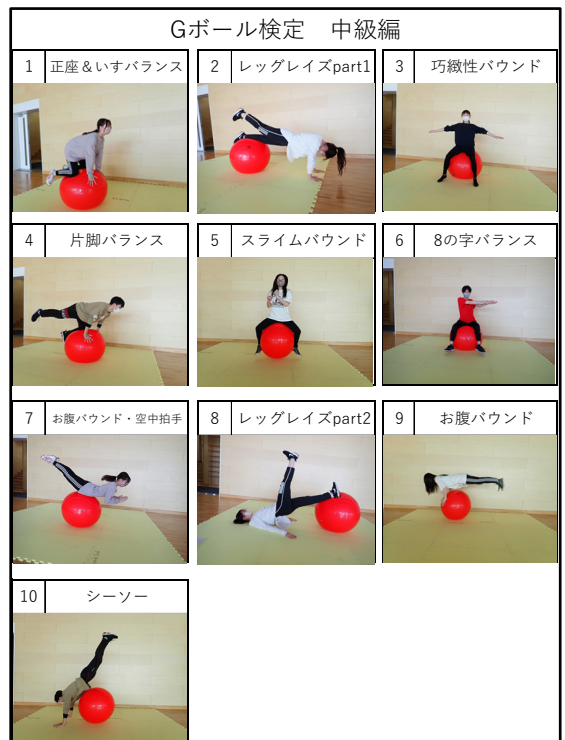 Gボール検定　中級編
1 正座＆いすバランス
2 レッグレイズpart1
3 巧緻性バウンド
4 片脚バランス
5 スライムバウンド
6 8の字バランス
7 お腹バウンド・空中拍手
8 レッグレイズpart2
9 お腹バウンド
10 シーソー